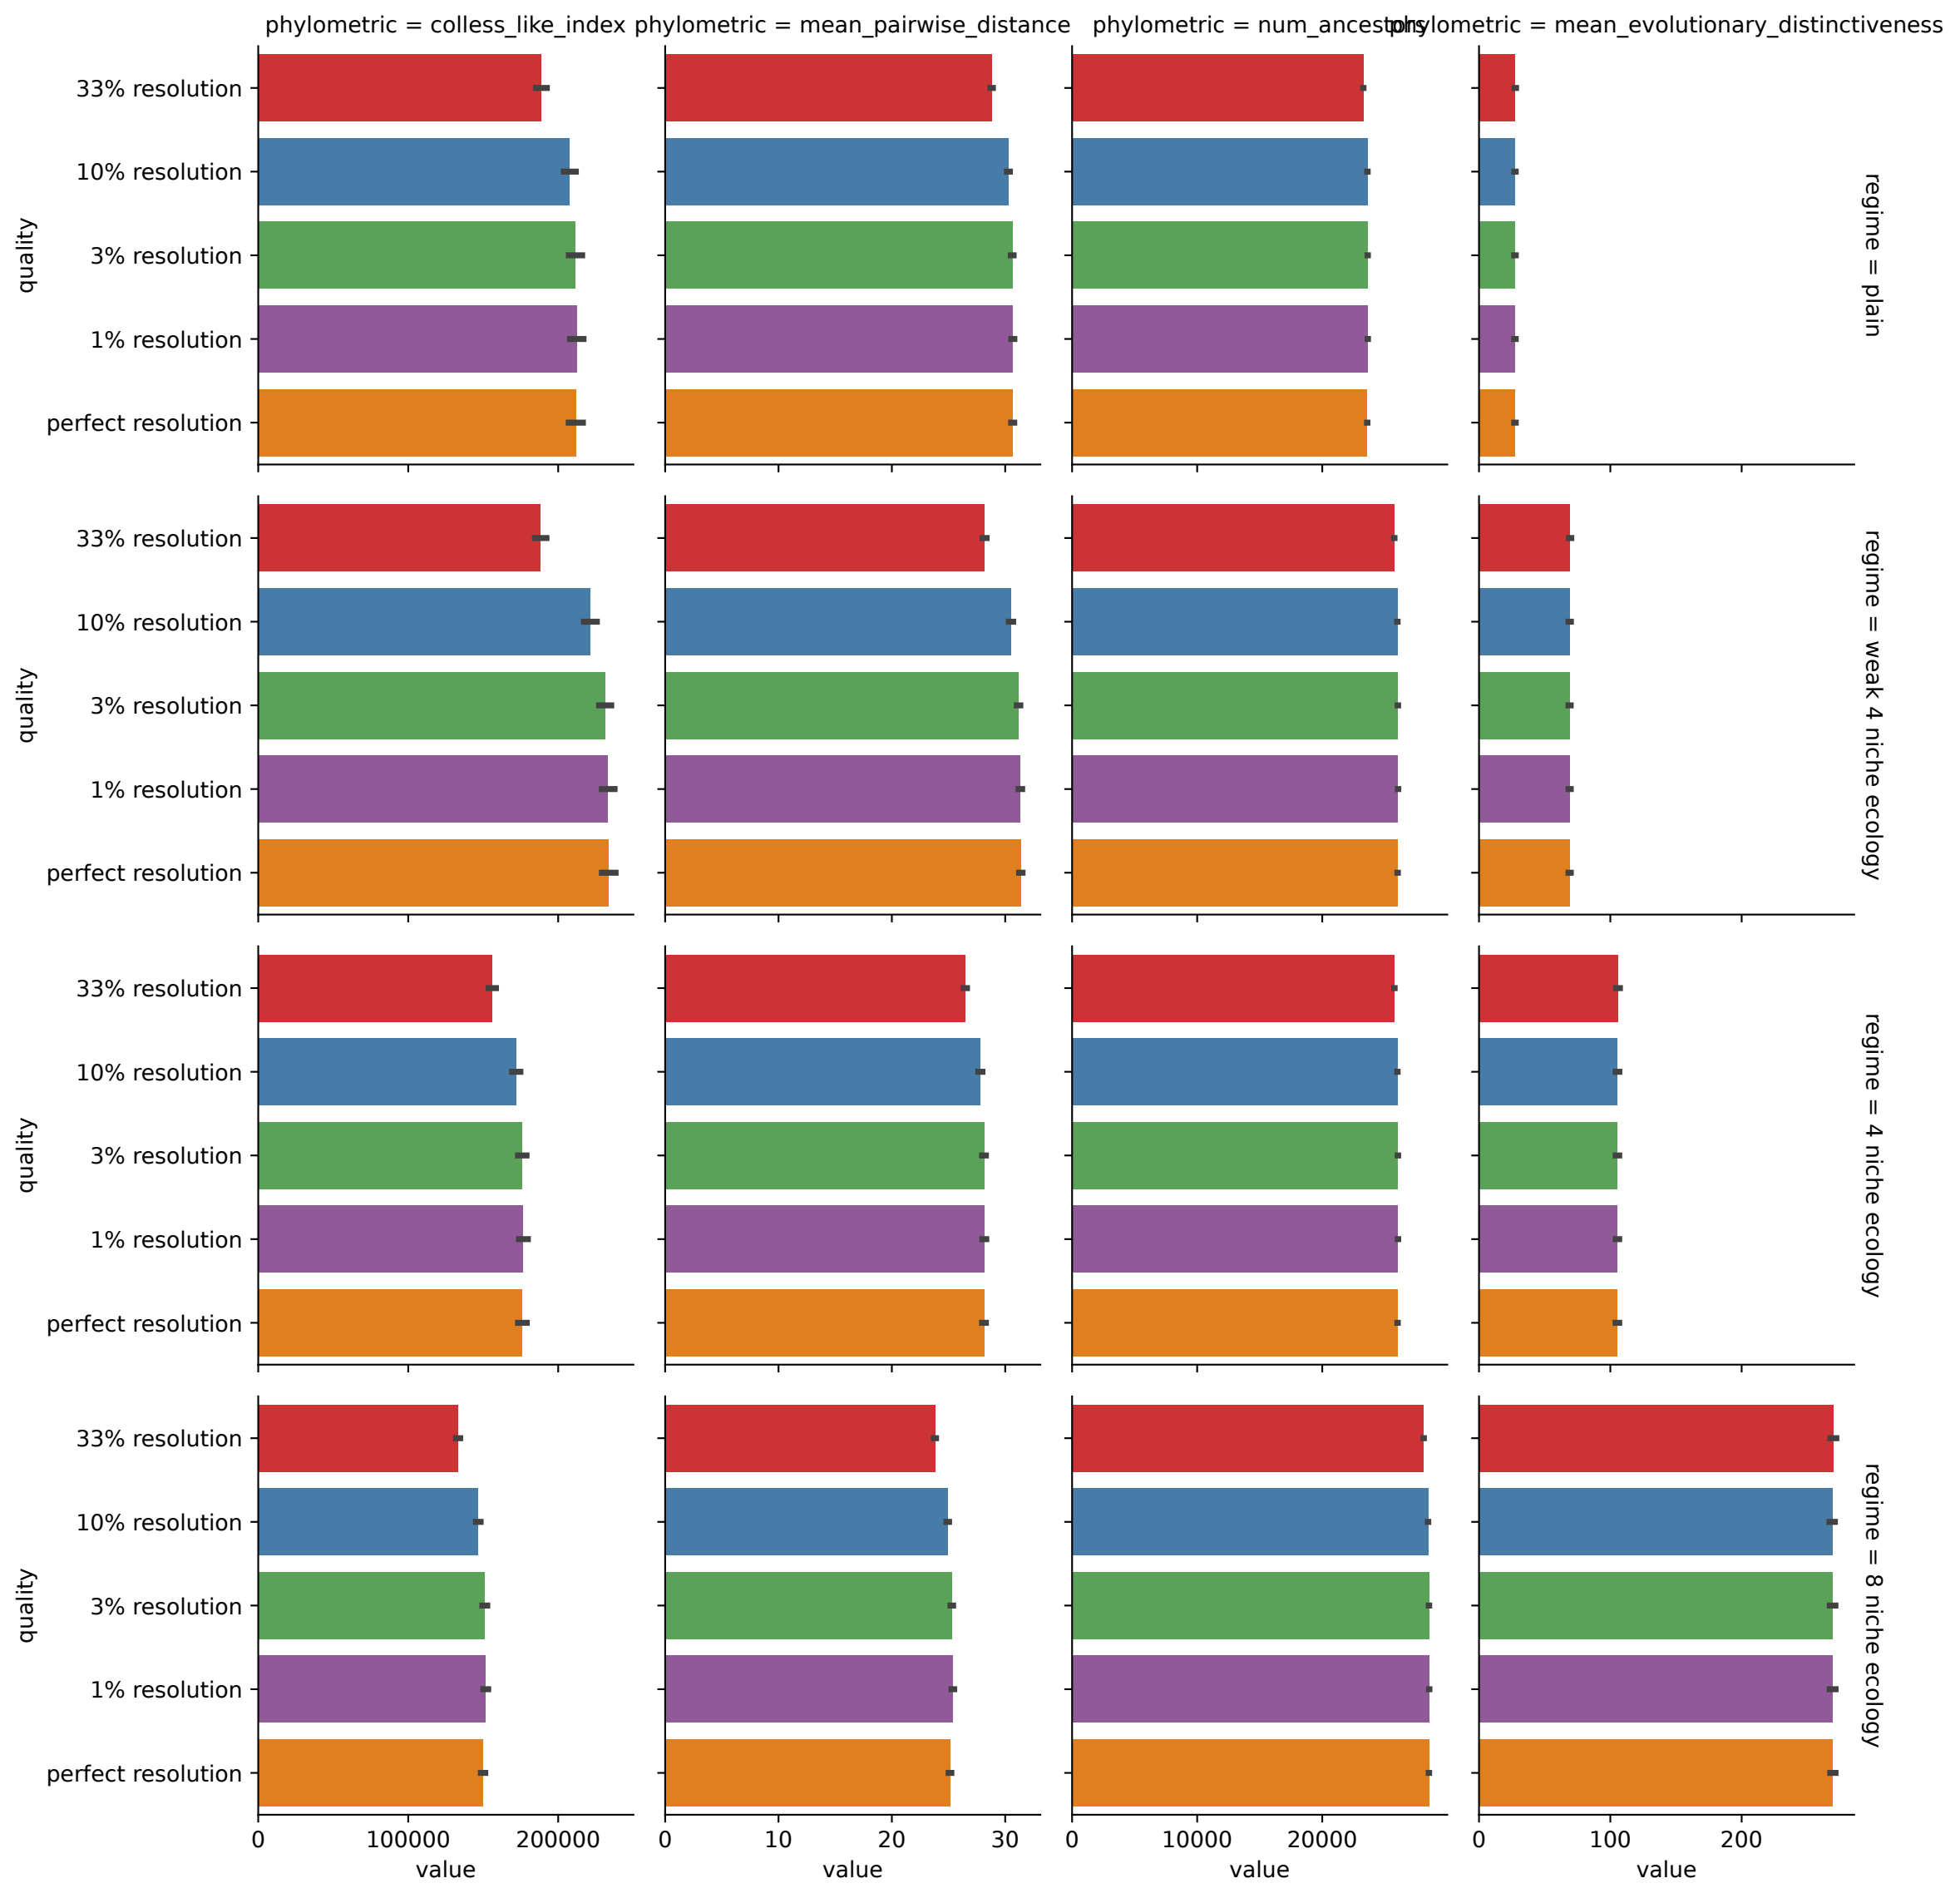 phylometric = colless_like_index
phylometric = mean_pairwise_distance
phylometric = num_ancestors
phylometric = mean_evolutionary_distinctiveness
quality
33% resolution
10% resolution
3% resolution
1% resolution
perfect resolution
regime = plain
quality
33% resolution
10% resolution
3% resolution
1% resolution
perfect resolution
regime = weak 4 niche ecology
quality
33% resolution
10% resolution
3% resolution
1% resolution
perfect resolution
regime = 4 niche ecology
quality
33% resolution
10% resolution
3% resolution
1% resolution
perfect resolution
regime = 8 niche ecology
0 100000 200000
value
0 10 20 30
value
0 10000 20000
value
0 100 200
value